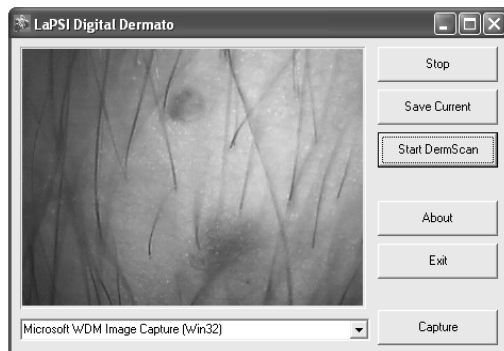 LaPSI Digital Dermato
Stop
Save Current
Start DermScan
About
Exit
Microsoft WDM Image Capture (Win32)
Capture